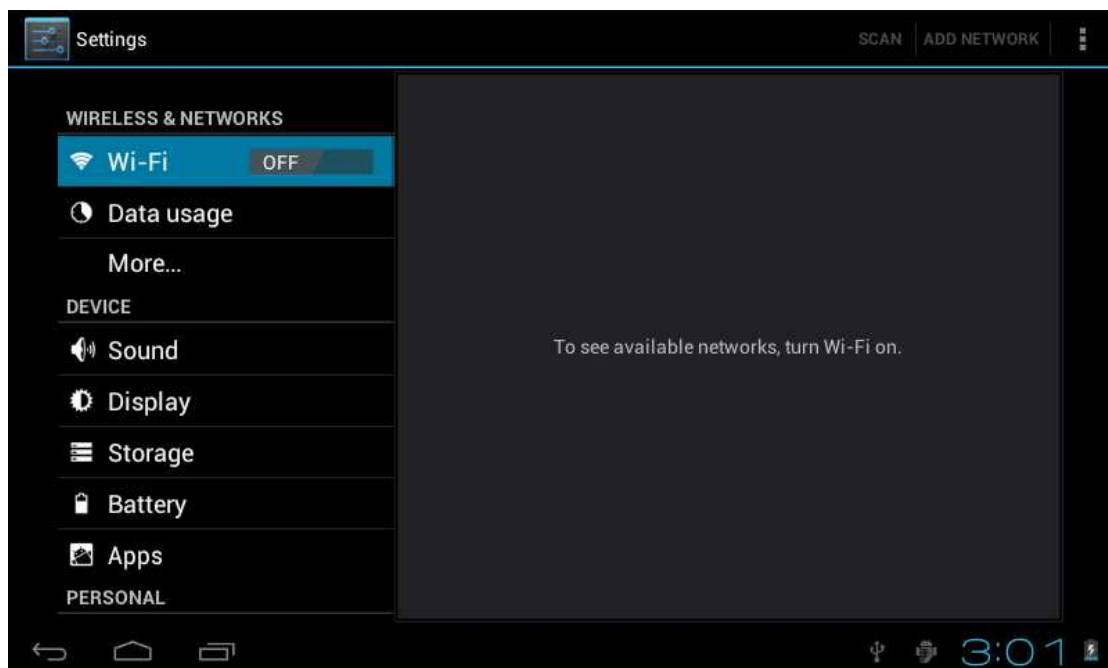 Settings
SCAN
ADD NETWORK
WIRELESS & NETWORKS
Wi-Fi
OFF
Data usage
More...
DEVICE
Sound
Display
Storage
Battery
Apps
PERSONAL
To see available networks, turn Wi-Fi on.
3:01